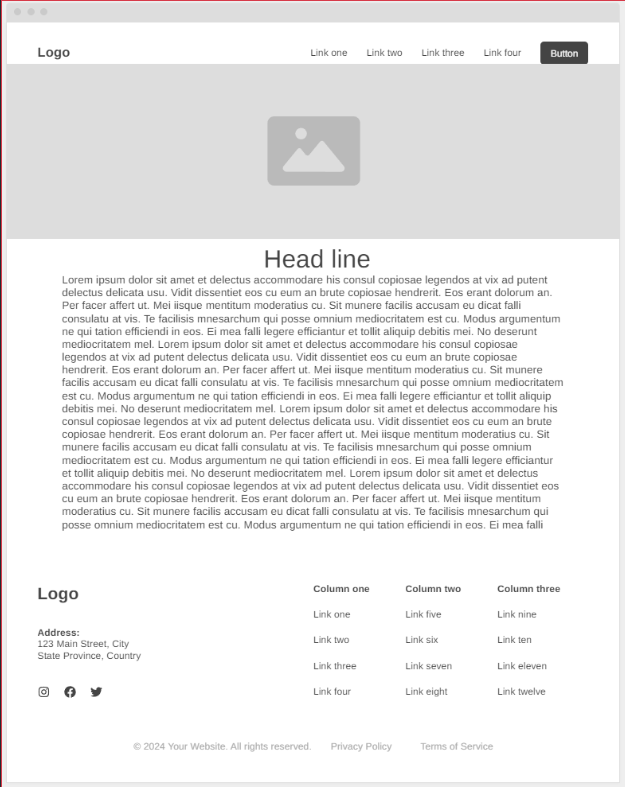 Logo
Link one Link two Link three Link four Button
Head line
Lorem ipsum dolor sit amet et delectus accommodare his consul copiosae legendos at vix ad putent
delectus delicata usu. Vidit dissentiet eos cu eum an brute copiosae hendrerit. Eos erant dolorum an.
Per facer affert ut. Mei iisque mentitum moderatius cu. Sit munere facilis accusam eu dicat falli
consulatu at vis. Te facilisis mnesarchum qui posse omnium mediocritatem est cu. Modus argumentum
ne qui tation efficiendi in eos. Ei mea falli legere efficiantur et tollit aliquip debitis mei. No deserunt
mediocritatem mel. Lorem ipsum dolor sit amet et delectus accommodare his consul copiosae
legendos at vix ad putent delectus delicata usu. Vidit dissentiet eos cu eum an brute copiosae
hendrerit. Eos erant dolorum an. Per facer affert ut. Mei iisque mentitum moderatius cu. Sit munere
facilis accusam eu dicat falli consulatu at vis. Te facilisis mnesarchum qui posse omnium mediocritatem
est cu. Modus argumentum ne qui tation efficiendi in eos. Ei mea falli legere efficiantur et tollit aliquip
debitis mei. No deserunt mediocritatem mel. Lorem ipsum dolor sit amet et delectus accommodare his
consul copiosae legendos at vix ad putent delectus delicata usu. Vidit dissentiet eos cu eum an brute
copiosae hendrerit. Eos erant dolorum an. Per facer affert ut. Mei iisque mentitum moderatius cu. Sit
munere facilis accusam eu dicat falli consulatu at vis. Te facilisis mnesarchum qui posse omnium
mediocritatem est cu. Modus argumentum ne qui tation efficiendi in eos. Ei mea falli legere efficiantur
et tollit aliquip debitis mei. No deserunt mediocritatem mel. Lorem ipsum dolor sit amet et delectus
accommodare his consul copiosae legendos at vix ad putent delectus delicata usu. Vidit dissentiet eos
cu eum an brute copiosae hendrerit. Eos erant dolorum an. Per facer affert ut. Mei iisque mentitum
moderatius cu. Sit munere facilis accusam eu dicat falli consulatu at vis. Te facilisis mnesarchum qui
posse omnium mediocritatem est cu. Modus argumentum ne qui tation efficiendi in eos. Ei mea falli
Logo
Address:
123 Main Street, City
State Province, Country
Column one
Link one
Link two
Link three
Link four
Column two
Link five
Link six
Link seven
Link eight
Column three
Link nine
Link ten
Link eleven
Link twelve
© 2024 Your Website. All rights reserved. Privacy Policy Terms of Service